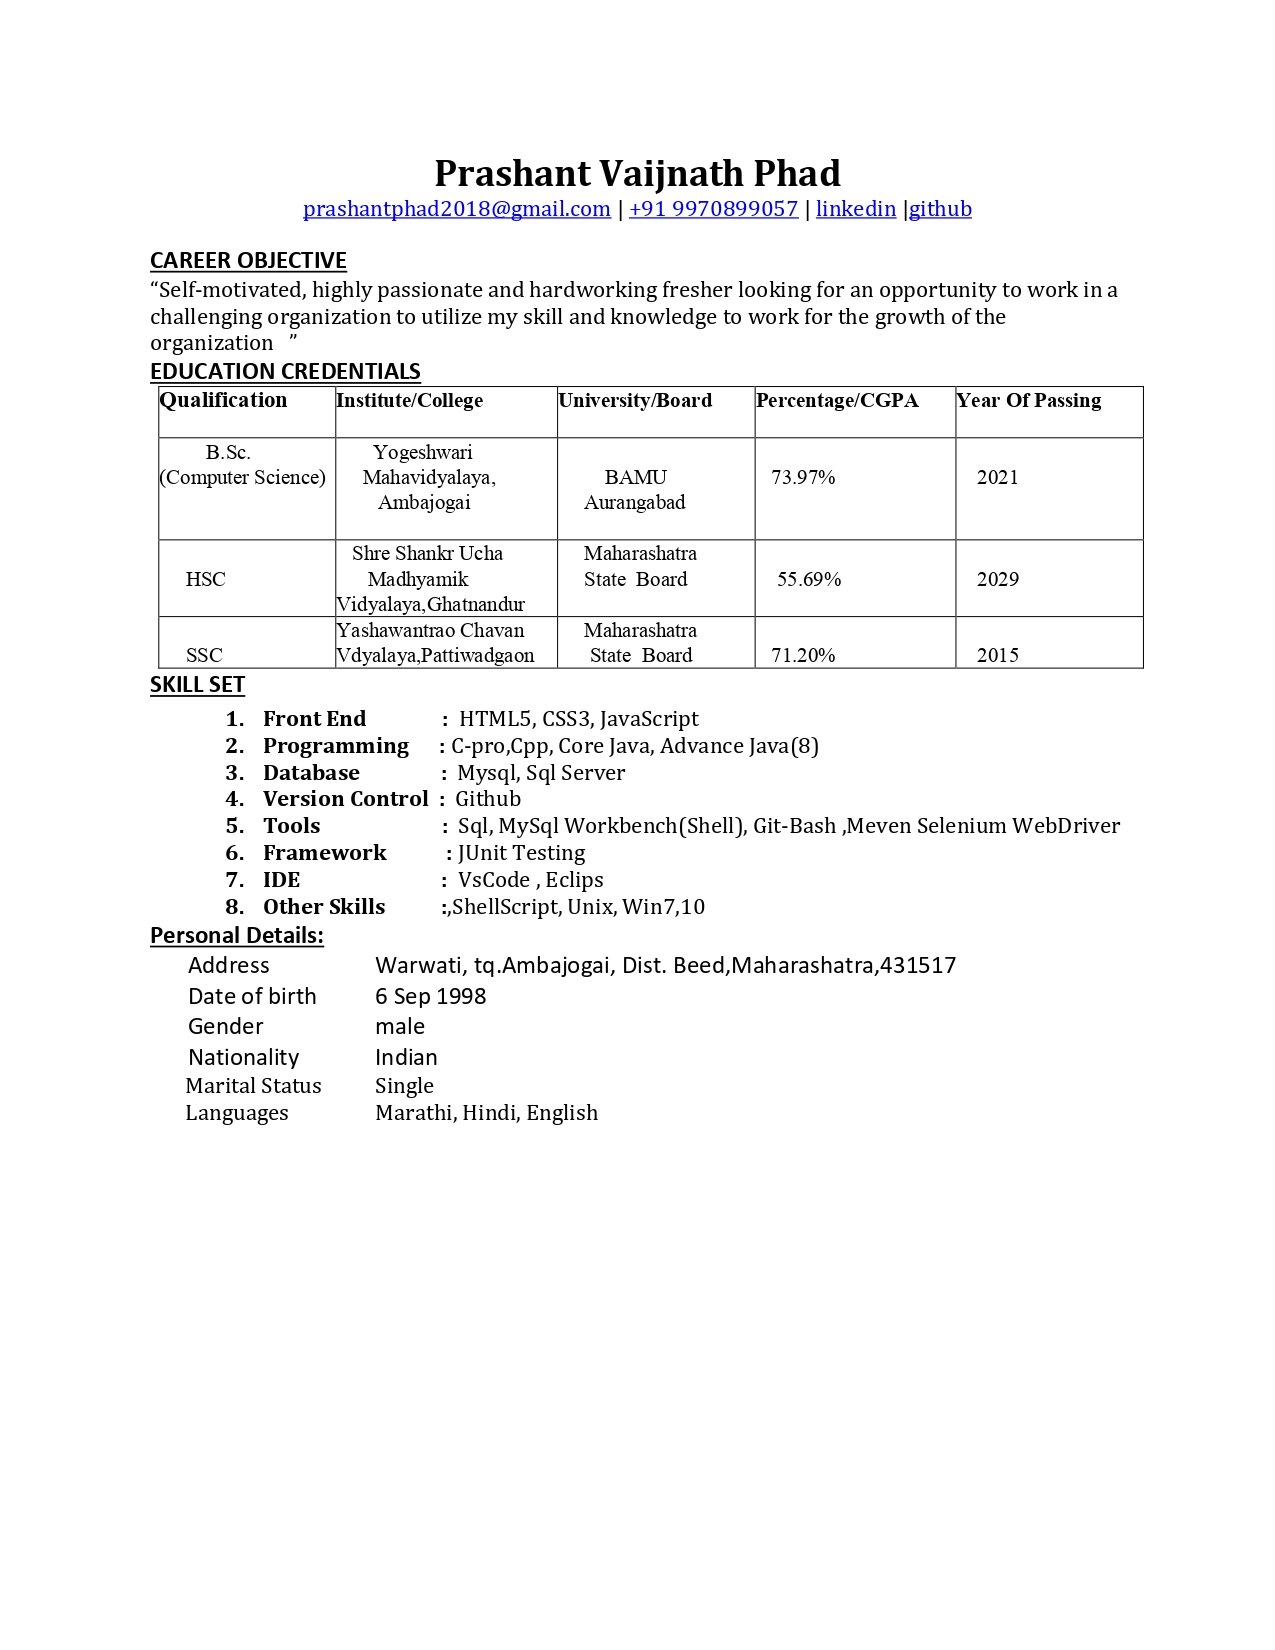 Prashant Vaijnath Phad
prashantphad2018@gmail.com | +91 9970899057 | linkedin |github
CAREER OBJECTIVE
“Self-motivated, highly passionate and hardworking fresher looking for an opportunity to work in a
challenging organization to utilize my skill and knowledge to work for the growth of the
organization ”
EDUCATION CREDENTIALS
Qualification Institute/College University/Board Percentage/CGPA Year Of Passing
B.Sc. Yogeshwari
(Computer Science) Mahavidyalaya, BAMU 73.97% 2021
Ambajogai Aurangabad
Shre Shankr Ucha Maharashatra
HSC Madhyamik State Board 55.69% 2029
Vidyalaya,Ghatnandur
Yashawantrao Chavan Maharashatra
SSC Vdyalaya,Pattiwadgaon State Board 71.20% 2015
SKILL SET
1. Front End : HTML5, CSS3, JavaScript
2. Programming : C-pro,Cpp, Core Java, Advance Java(8)
3. Database : Mysql, Sql Server
4. Version Control : Github
5. Tools : Sql, MySql Workbench(Shell), Git-Bash ,Meven Selenium WebDriver
6. Framework : JUnit Testing
7. IDE : VsCode , Eclips
8. Other Skills :,ShellScript, Unix, Win7,10
Personal Details:
Address Warwati, tq.Ambajogai, Dist. Beed,Maharashatra,431517
Date of birth 6 Sep 1998
Gender male
Nationality Indian
Marital Status Single
Languages Marathi, Hindi, English